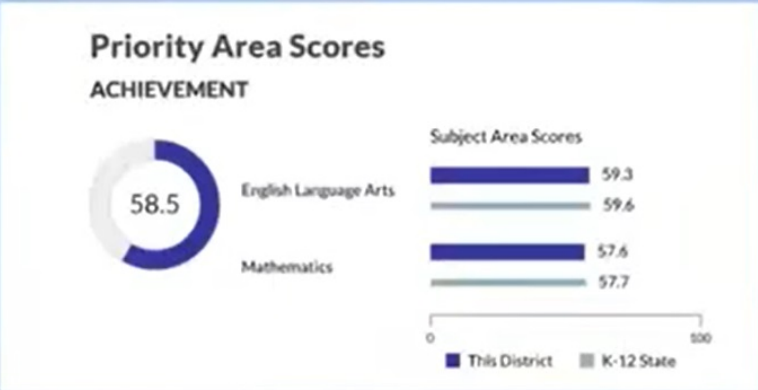 Priority Area Scores
ACHIEVEMENT
Subject Area Scores
58.5
English Language Arts
59.3
59.6
Mathematics
57.6
57.7
0
100
This District
K-12 State